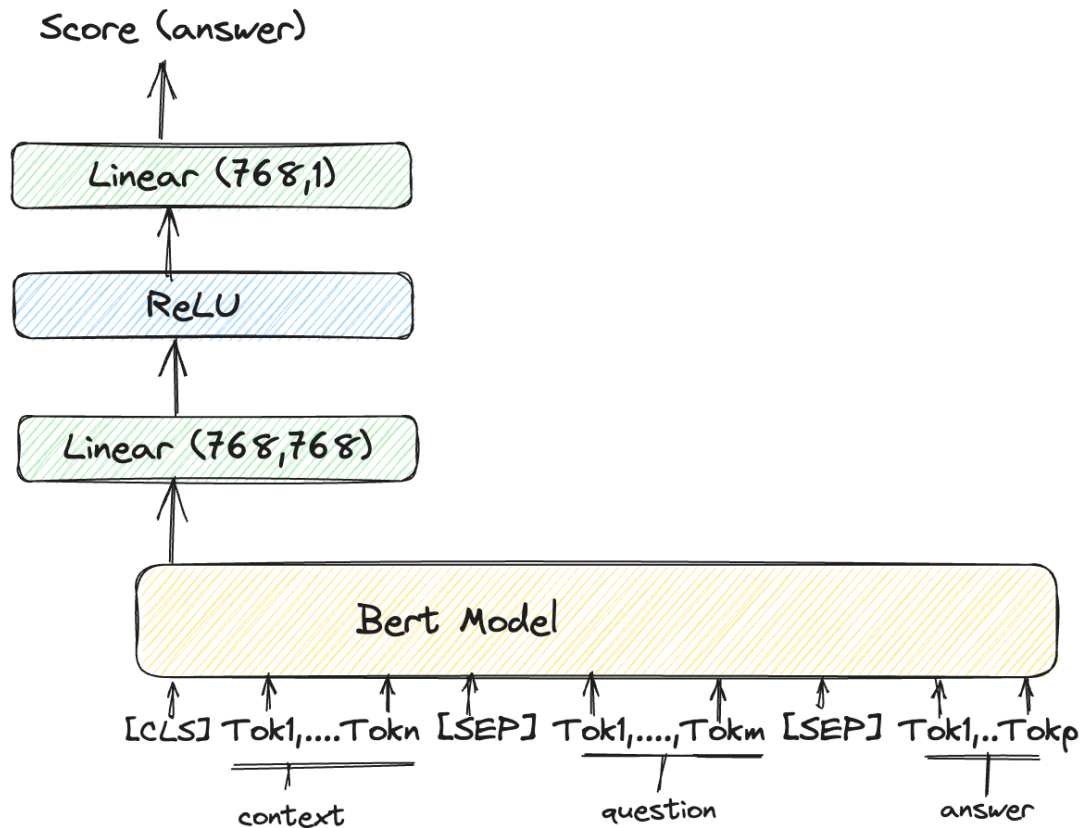 Score (answer)
Linear (768,1)
ReLU
Linear (768,768)
Bert Model
[CLS] Tok1,....Tokn [SEP] Tok1,....,Tokm [SEP] Tok1,..Tokp
context question answer